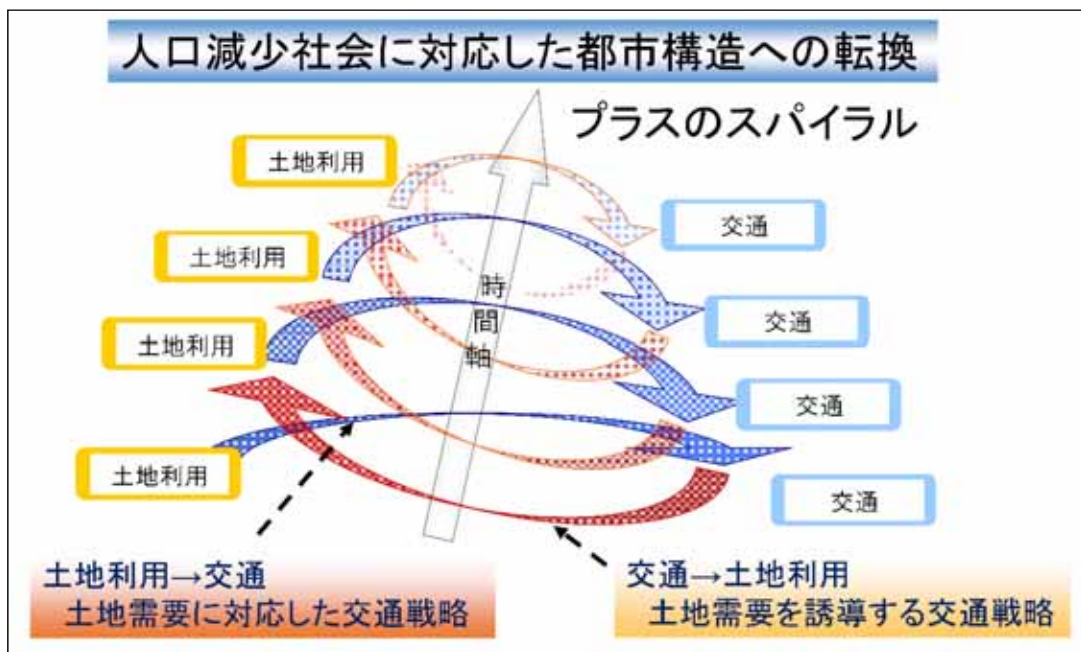 人口減少社会に対応した都市構造への転換
プラスのスパイラル
土地利用
交通
土地利用
交通
土地利用
交通
土地利用
交通
時間軸
土地利用→交通
土地需要に対応した交通戦略
交通→土地利用
土地需要を誘導する交通戦略